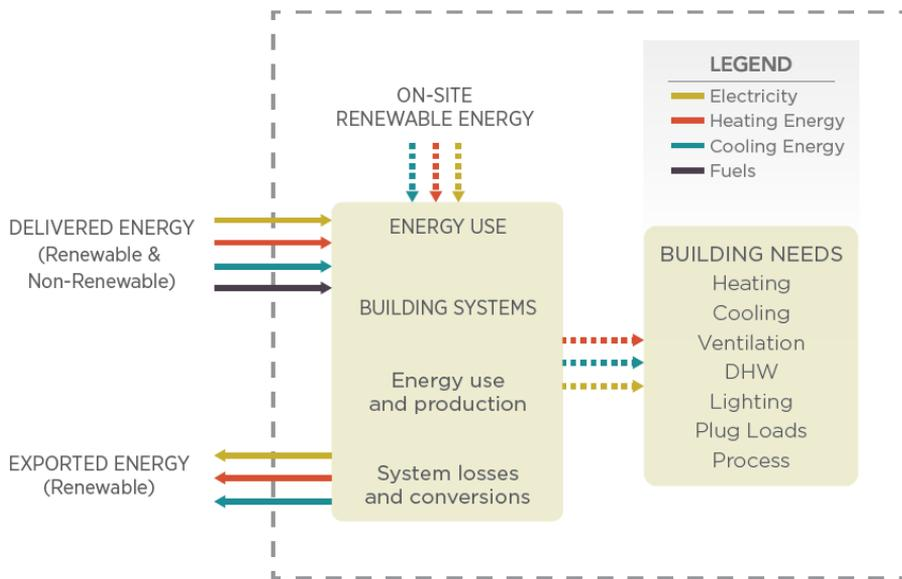 LEGEND
Electricity
Heating Energy
Cooling Energy
Fuels
ON-SITE
RENEWABLE ENERGY
DELIVERED ENERGY
(Renewable &
Non-Renewable)
ENERGY USE
BUILDING SYSTEMS
Energy use
and production
System losses
and conversions
BUILDING NEEDS
Heating
Cooling
Ventilation
DHW
Lighting
Plug Loads
Process
EXPORTED ENERGY
(Renewable)